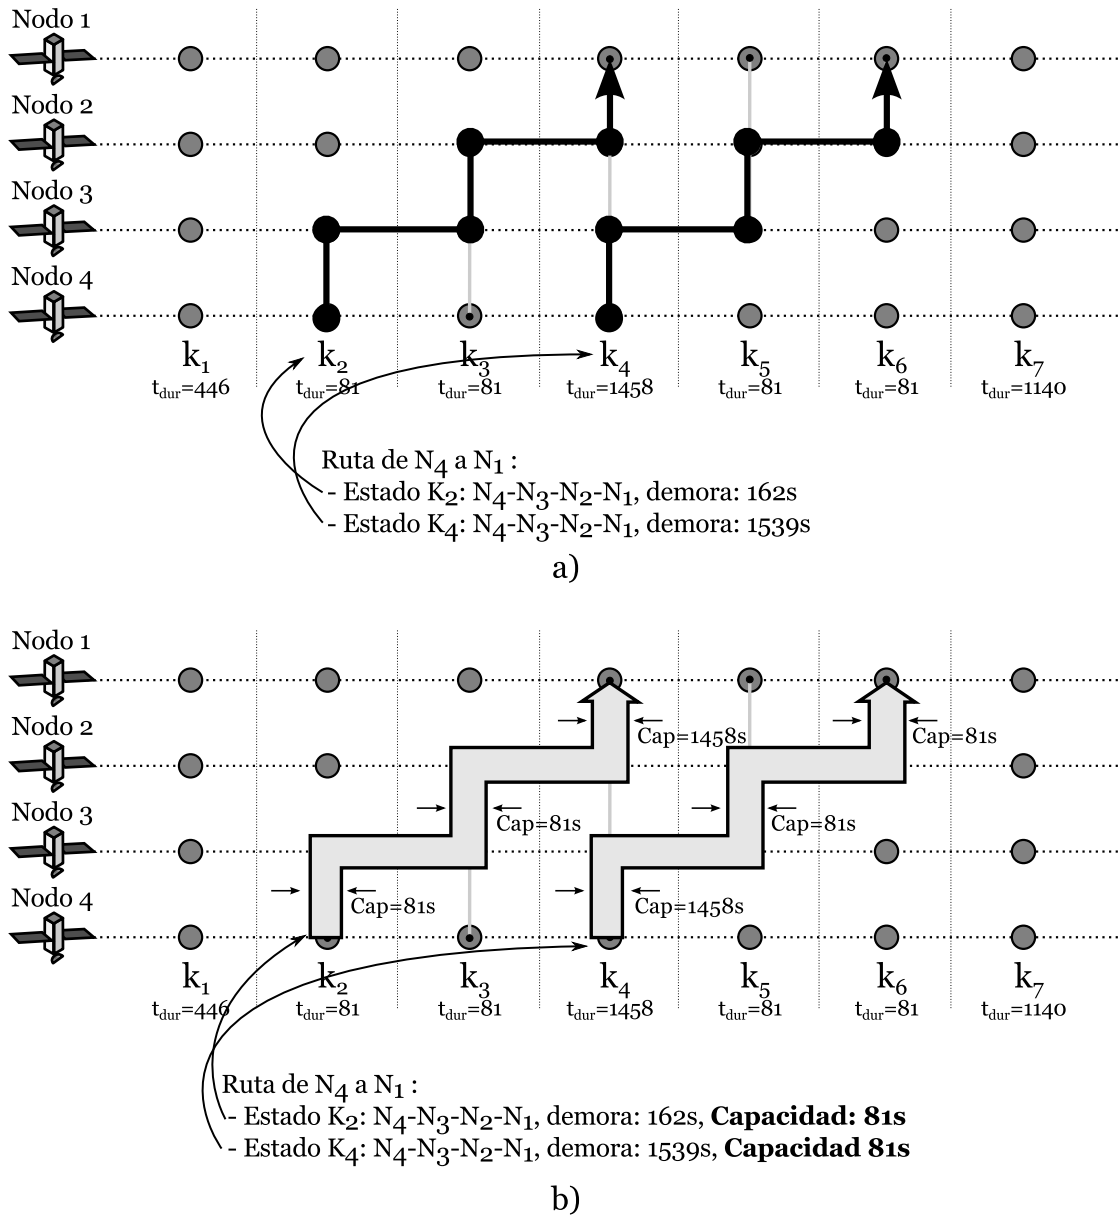 Nodo 1
Nodo 2
Nodo 3
Nodo 4
k1 k2 k3 k4 k5 k6 k7
tdur=446 tdur=81 tdur=81 tdur=1458 tdur=81 tdur=81 tdur=1140
Ruta de N4 a N1 :
- Estado K2: N4-N3-N2-N1, demora: 162s
- Estado K4: N4-N3-N2-N1, demora: 1539s
a)
Nodo 1
Cap=1458s Cap=81s
Nodo 2
Nodo 3
Cap=81s Cap=81s
Nodo 4
Cap=81s Cap=1458s
k1 k2 k3 k4 k5 k6 k7
tdur=446 tdur=81 tdur=81 tdur=1458 tdur=81 tdur=81 tdur=1140
Ruta de N4 a N1 :
- Estado K2: N4-N3-N2-N1, demora: 162s, Capacidad: 81s
- Estado K4: N4-N3-N2-N1, demora: 1539s, Capacidad 81s
b)